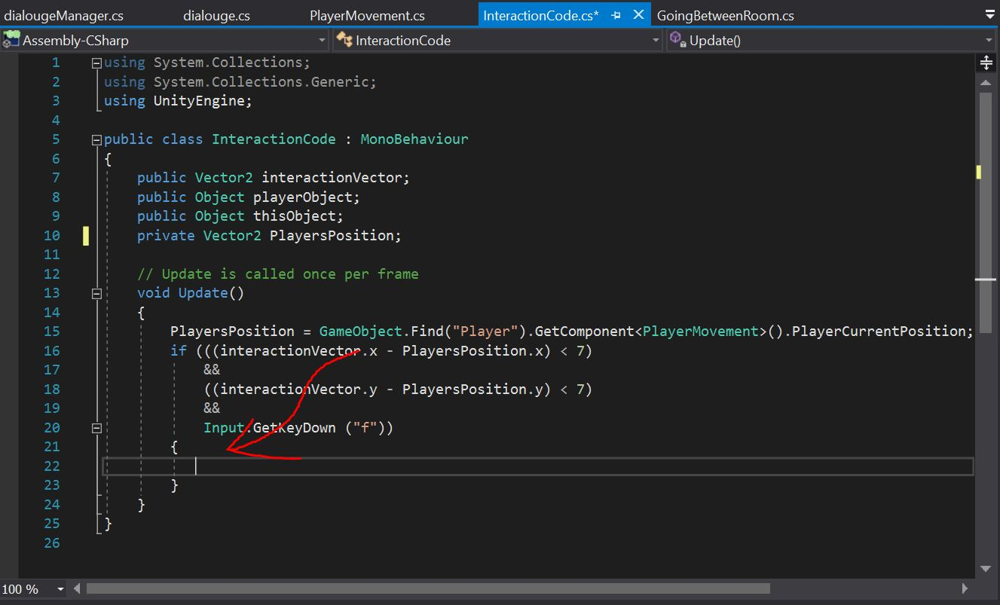 dialougeManager.cs dialouge.cs PlayerMovement.cs InteractionCode.cs* GoingBetweenRoom.cs
Assembly-CSharp InteractionCode Update()
1 using System.Collections;
2 using System.Collections.Generic;
3 using UnityEngine;
4
5 public class InteractionCode : MonoBehaviour
6 {
7 public Vector2 interactionVector;
8 public Object playerObject;
9 public Object thisObject;
10 private Vector2 PlayersPosition;
11
12 // Update is called once per frame
13 void Update()
14 {
15 PlayersPosition = GameObject.Find("Player").GetComponent<PlayerMovement>().PlayerCurrentPosition;
16 if (((interactionVector.x - PlayersPosition.x) < 7)
17 &&
18 ((interactionVector.y - PlayersPosition.y) < 7)
19 &&
20 Input.GetKeyDown ("f"))
21 {
22
23 }
24 }
25 }
26
100 %